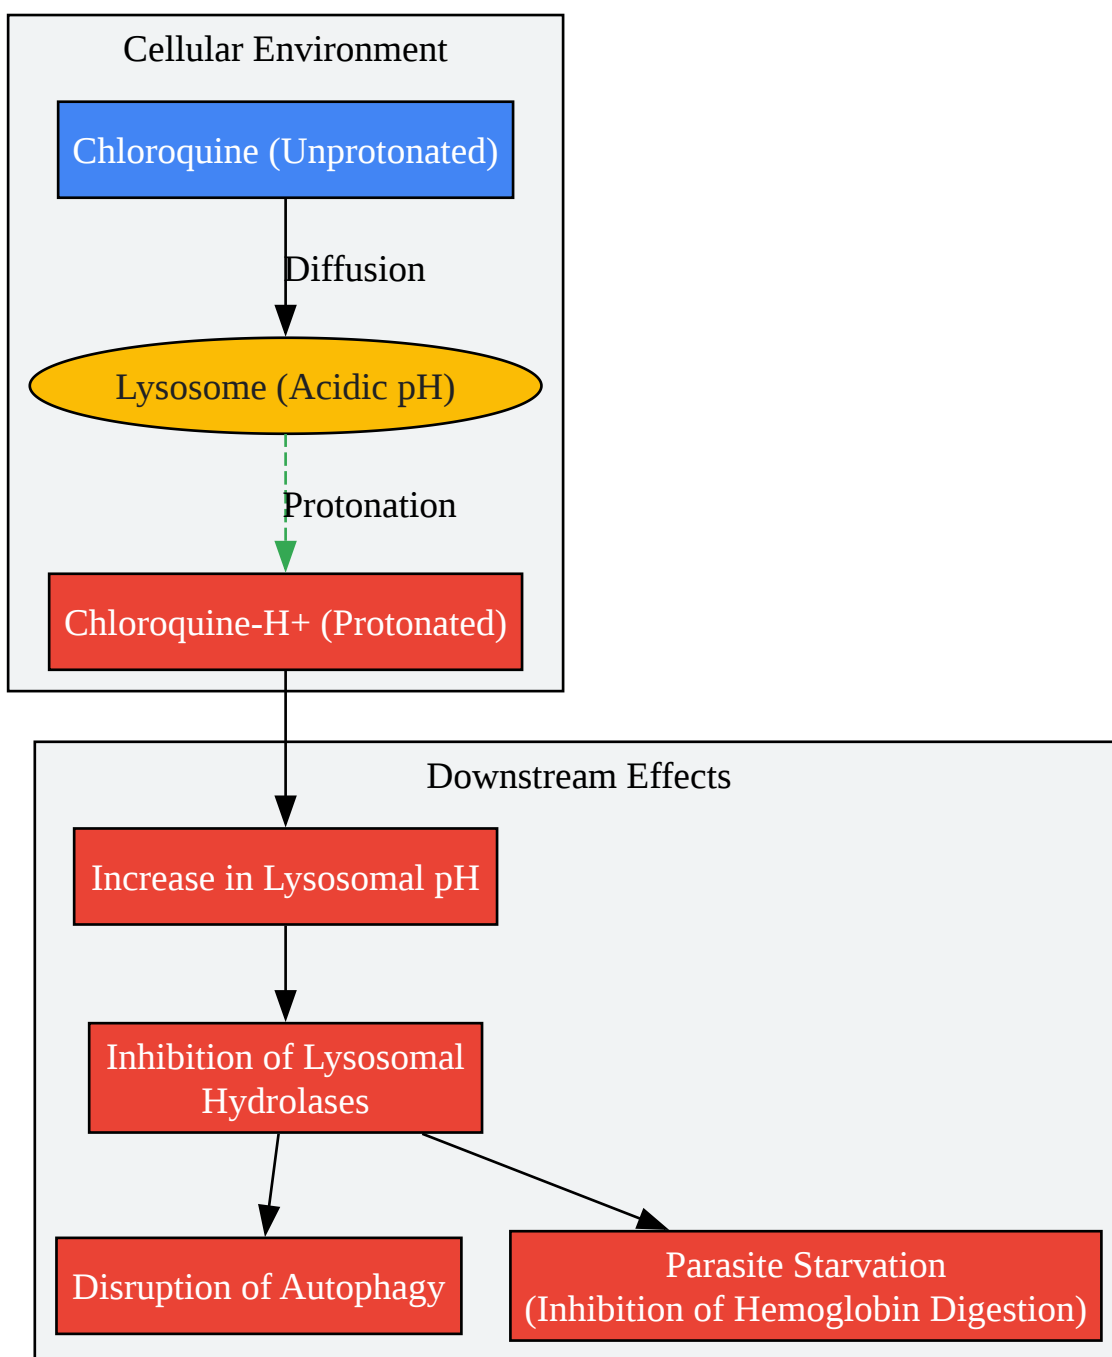 Cellular Environment
Chloroquine (Unprotonated)
Diffusion
Lysosome (Acidic pH)
Protonation
Chloroquine-H+ (Protonated)
Downstream Effects
Increase in Lysosomal pH
Inhibition of Lysosomal
Hydrolases
Disruption of Autophagy
Parasite Starvation
(Inhibition of Hemoglobin Digestion)